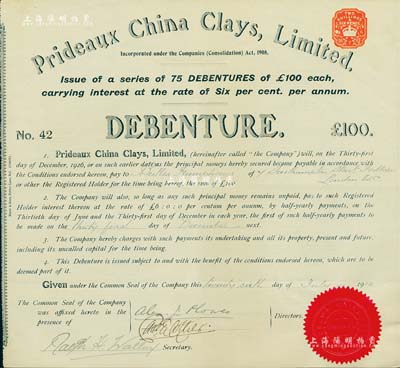 Prideaux China Clays, Limited.
Incorporated under the Companies (Consolidation) Act, 1908.
Issue of a series of 75 DEBENTURES of £100 each,
carrying interest at the rate of Six per cent. per annum.
No. 42
DEBENTURE.
£100.
1. Prideaux China Clays, Limited, (hereinafter called "the Company") will, on the Thirty-first
day of December, 1926, or on such earlier date as the principal moneys hereby secured become payable in accordance with
the Conditions endorsed hereon, pay to
or other the Registered Holder for the time being hereof, the sum of £100
2. The Company will also, so long as any such principal money remains unpaid, pay to such Registered
Holder interest thereon at the rate of £6 per centum per annum, by half-yearly payments, on the
Thirtieth day of June and the Thirty-first day of December in each year, the first of such half-yearly payments to
be made on the Thirty first day of December next.
3. The Company hereby charges with such payments its undertaking and all its property, present and future,
including its uncalled capital for the time being.
4. This Debenture is issued subject to and with the benefit of the conditions endorsed hereon, which are to be
deemed part of it.
Given under the Common Seal of the Company this twenty sixth day of
The Common Seal of the Company
was affixed hereto in the
presence of
Directors.
Secretary.
上海陽明拍賣